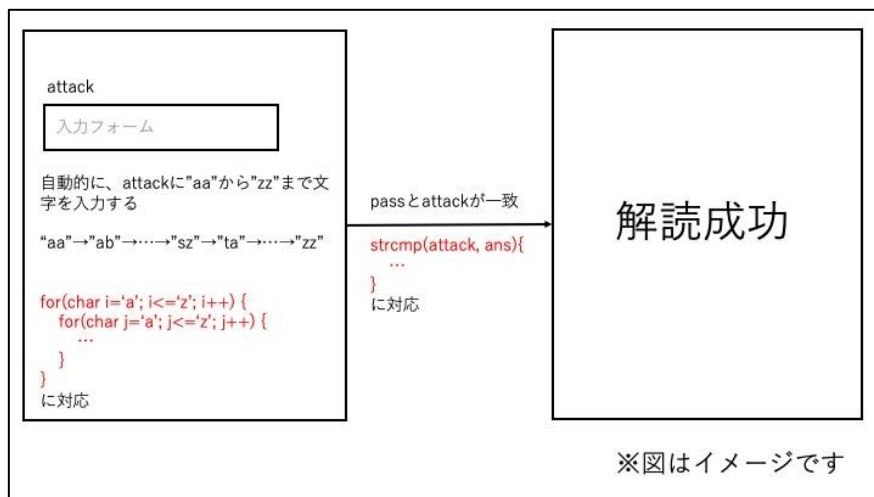 attack
入力フォーム
自動的に、attackに”aa”から”zz”まで文
字を入力する
“aa”→”ab”→……→”sz”→”ta”→……→”zz”
for(char i=‘a’; i<=‘z’; i++) {
for(char j=‘a’; j<=‘z’; j++) {
…
}
}
に対応
passとattackが一致
strcmp(attack, ans){
…
}
に対応
解読成功
※図はイメージです